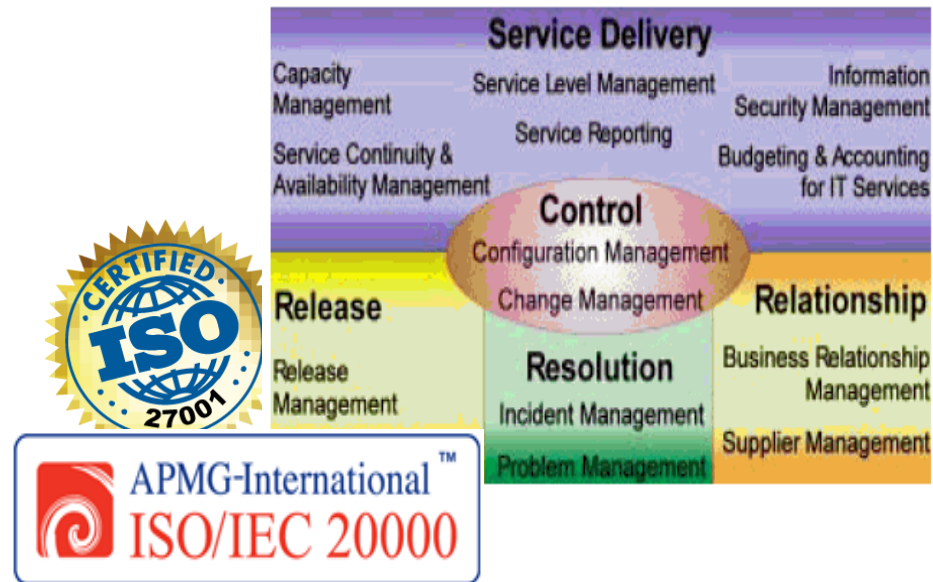 Service Delivery
Capacity
Management
Service Level Management
Information
Security Management
Service Reporting
Service Continuity &
Availability Management
Budgeting & Accounting
for IT Services
Control
Configuration Management
Change Management
Release
Release
Management
Resolution
Incident Management
Problem Management
Relationship
Business Relationship
Management
Supplier Management
CERTIFIED
ISO
27001
APMG-International™
ISO/IEC 20000